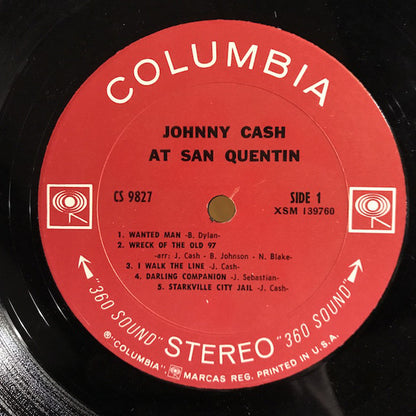 COLUMBIA
JOHNNY CASH
AT SAN QUENTIN
CS 9827
SIDE 1
XSM 139760
1. WANTED MAN -B. Dylan-
2. WRECK OF THE OLD 97
-arr: J. Cash - B. Johnson - N. Blake-
3. I WALK THE LINE -J. Cash-
4. DARLING COMPANION -J. Sebastian-
5. STARKVILLE CITY JAIL -J. Cash-
"360 SOUND" STEREO "360 SOUND"
® "COLUMBIA", MARCAS REG. PRINTED IN U.S.A.